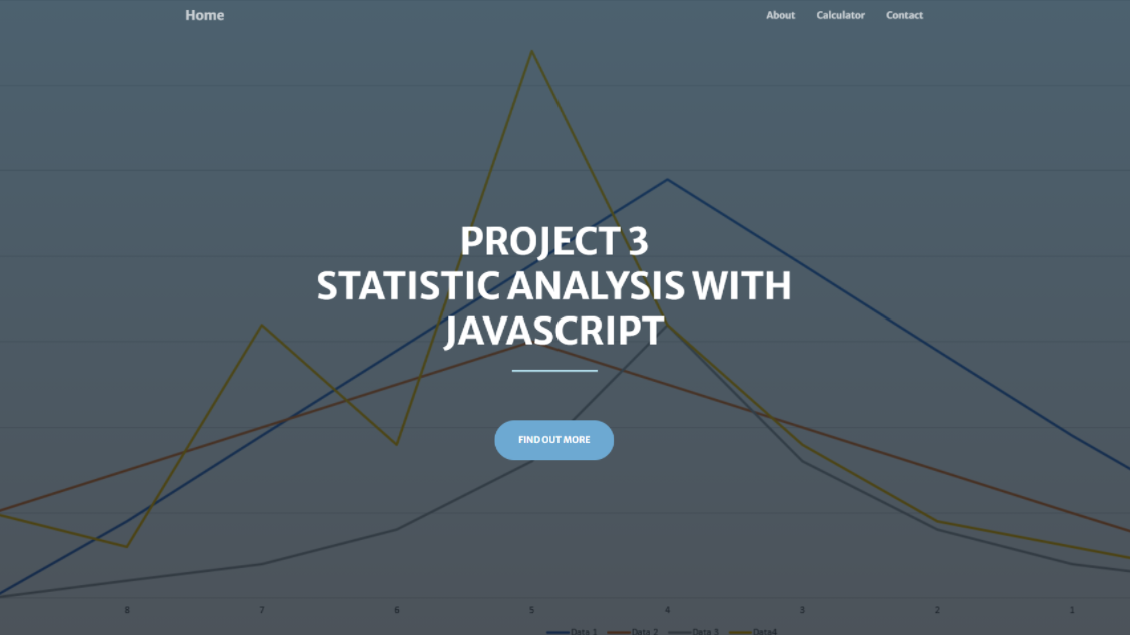 Home About Calculator Contact
PROJECT 3
STATISTIC ANALYSIS WITH
JAVASCRIPT
FIND OUT MORE
8 7 6 5 4 3 2 1
Data 1 Data 2 Data 3 Data4